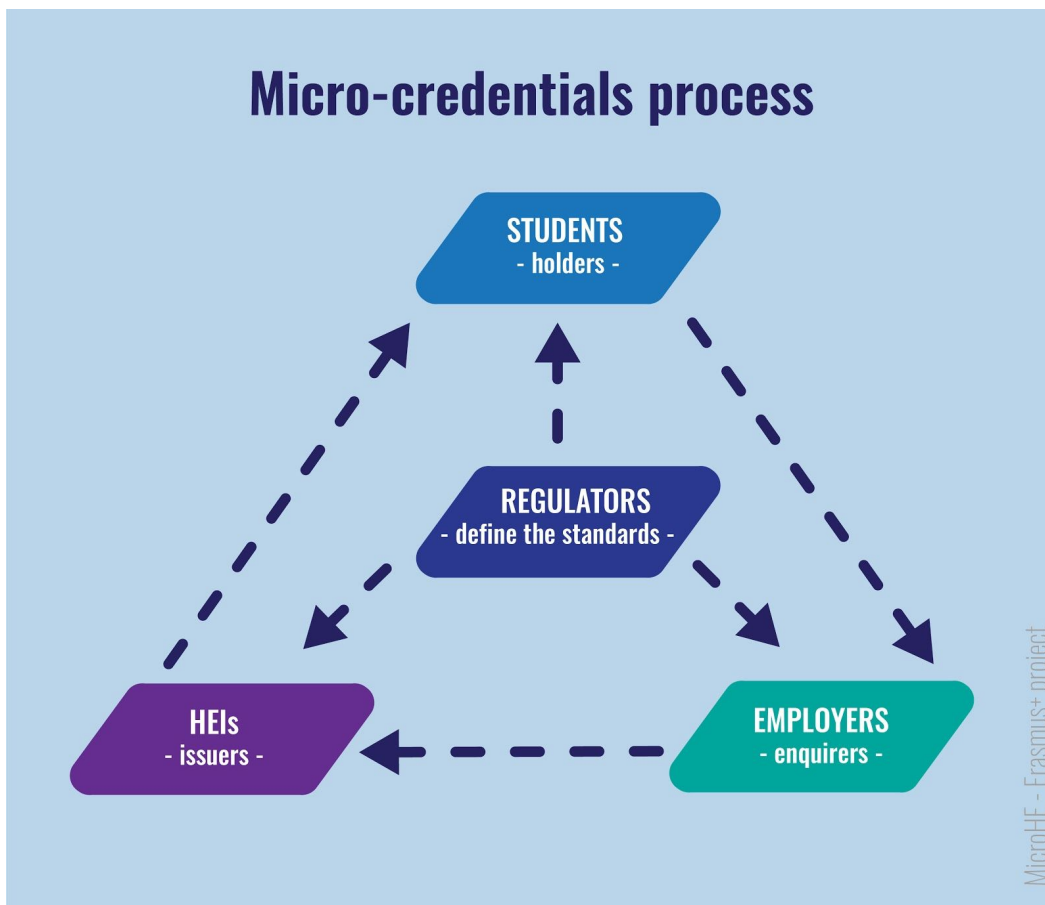 Micro-credentials process
STUDENTS
- holders -
REGULATORS
- define the standards -
HEIs
- issuers -
EMPLOYERS
- enquirers -
MicroHE - Erasmus+ project